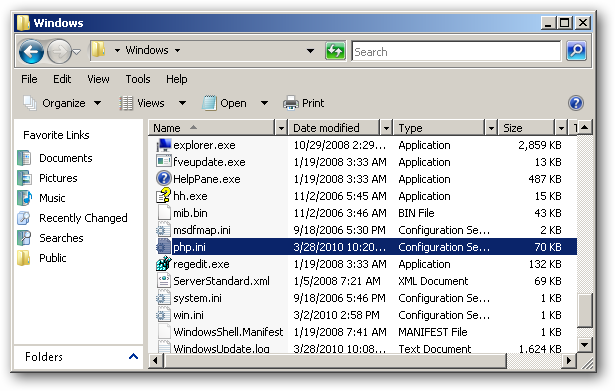 Windows
Windows
Search
File Edit View Tools Help
Organize Views Open Print
Favorite Links
Documents
Pictures
Music
Recently Changed
Searches
Public
Folders
Name Date modified Type Size T
explorer.exe 10/29/2008 2:29... Application 2,859 KB
fveupdate.exe 1/19/2008 3:33 AM Application 13 KB
HelpPane.exe 1/19/2008 3:33 AM Application 487 KB
hh.exe 11/2/2006 5:45 AM Application 15 KB
mib.bin 11/2/2006 3:46 AM BIN File 43 KB
msdfmap.ini 9/18/2006 5:30 PM Configuration Se... 2 KB
php.ini 3/28/2010 10:20... Configuration Se... 70 KB
regedit.exe 1/19/2008 3:33 AM Application 132 KB
ServerStandard.xml 1/5/2008 7:21 AM XML Document 69 KB
system.ini 9/18/2006 5:46 PM Configuration Se... 1 KB
win.ini 3/2/2010 2:58 PM Configuration Se... 1 KB
WindowsShell.Manifest 1/19/2008 7:41 AM MANIFEST File 1 KB
WindowsUpdate.log 3/28/2010 10:08... Text Document 1,624 KB